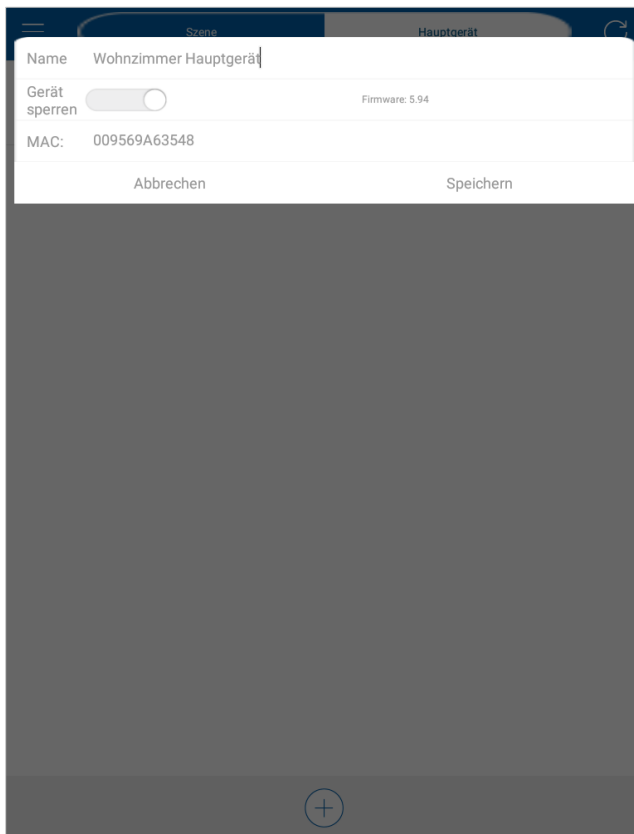 Szene Hauptgerät
Name Wohnzimmer Hauptgerät
Gerät sperren Firmware: 5.94
MAC: 009569A63548
Abbrechen Speichern